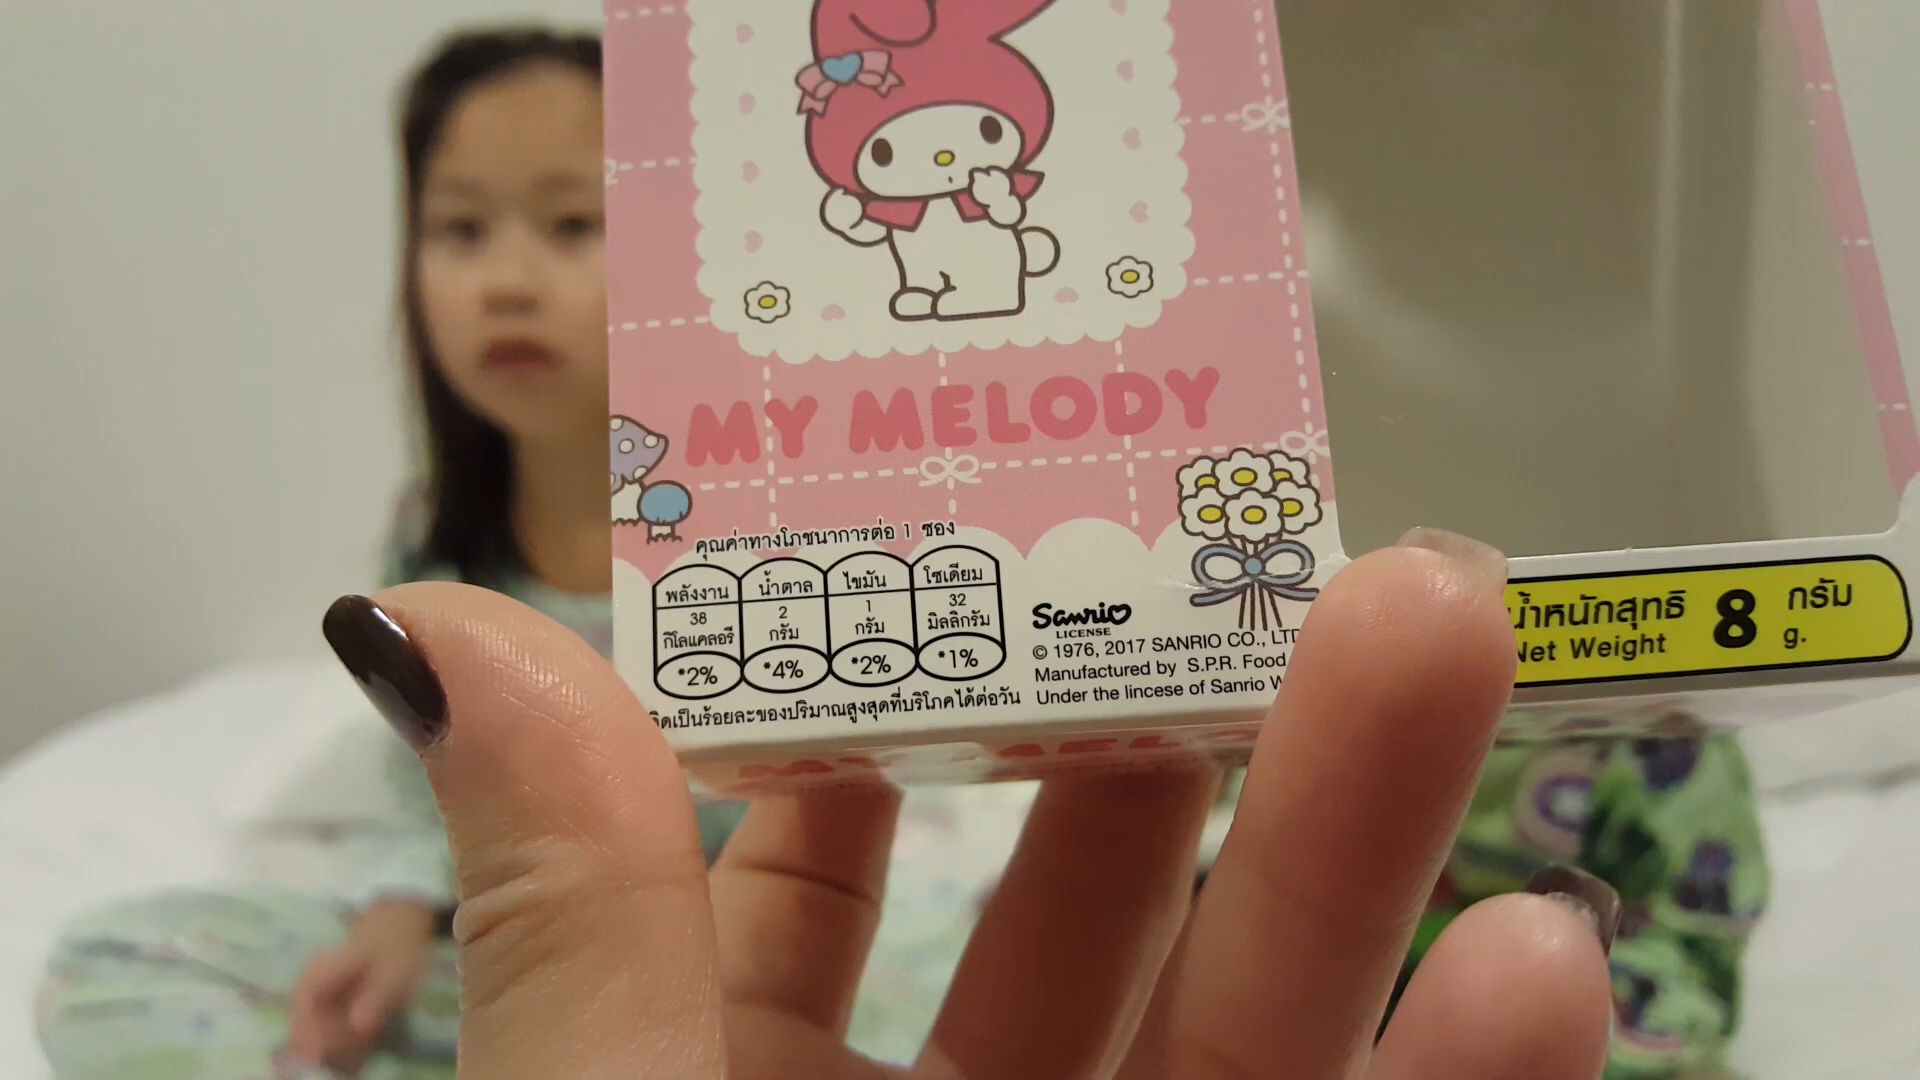 MY MELODY
คุณค่าทางโภชนาการต่อ 1 ซอง
พลังงาน
38
กิโลแคลอรี
*2%
น้ำตาล
2
กรัม
*4%
ไขมัน
1
กรัม
*2%
โซเดียม
32
มิลลิกรัม
*1%
คิดเป็นร้อยละของปริมาณสูงสุดที่บริโภคได้ต่อวัน
Sanrio
LICENSE
© 1976, 2017 SANRIO CO., LTD
Manufactured by S.P.R. Food
Under the lincese of Sanrio
น้ำหนักสุทธิ 8 กรัม
Net Weight g.